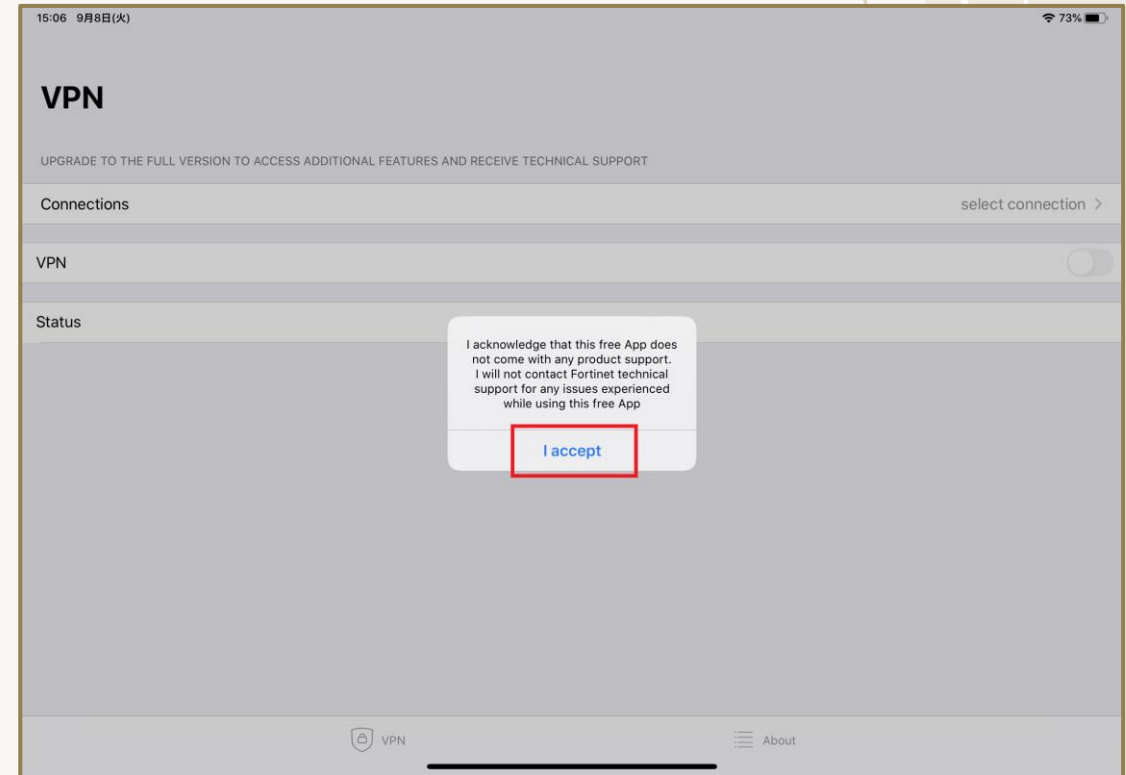 15:06 9月8日(火)
73%
VPN
UPGRADE TO THE FULL VERSION TO ACCESS ADDITIONAL FEATURES AND RECEIVE TECHNICAL SUPPORT
Connections
select connection >
VPN
Status
I acknowledge that this free App does
not come with any product support.
I will not contact Fortinet technical
support for any issues experienced
while using this free App
I accept
VPN
About